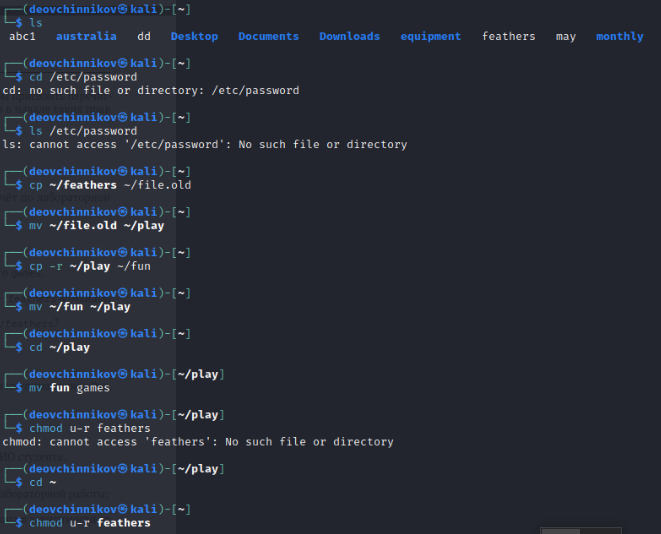 ┌──(deovchinnikov㉿kali)-[~]
└─$ ls
abc1 australia dd Desktop Documents Downloads equipment feathers may monthly
┌──(deovchinnikov㉿kali)-[~]
└─$ cd /etc/password
cd: no such file or directory: /etc/password
┌──(deovchinnikov㉿kali)-[~]
└─$ ls /etc/password
ls: cannot access '/etc/password': No such file or directory
┌──(deovchinnikov㉿kali)-[~]
└─$ cp ~/feathers ~/file.old
┌──(deovchinnikov㉿kali)-[~]
└─$ mv ~/file.old ~/play
┌──(deovchinnikov㉿kali)-[~]
└─$ cp -r ~/play ~/fun
┌──(deovchinnikov㉿kali)-[~]
└─$ mv ~/fun ~/play
┌──(deovchinnikov㉿kali)-[~]
└─$ cd ~/play
┌──(deovchinnikov㉿kali)-[~/play]
└─$ mv fun games
┌──(deovchinnikov㉿kali)-[~/play]
└─$ chmod u-r feathers
chmod: cannot access 'feathers': No such file or directory
┌──(deovchinnikov㉿kali)-[~/play]
└─$ cd ~
┌──(deovchinnikov㉿kali)-[~]
└─$ chmod u-r feathers